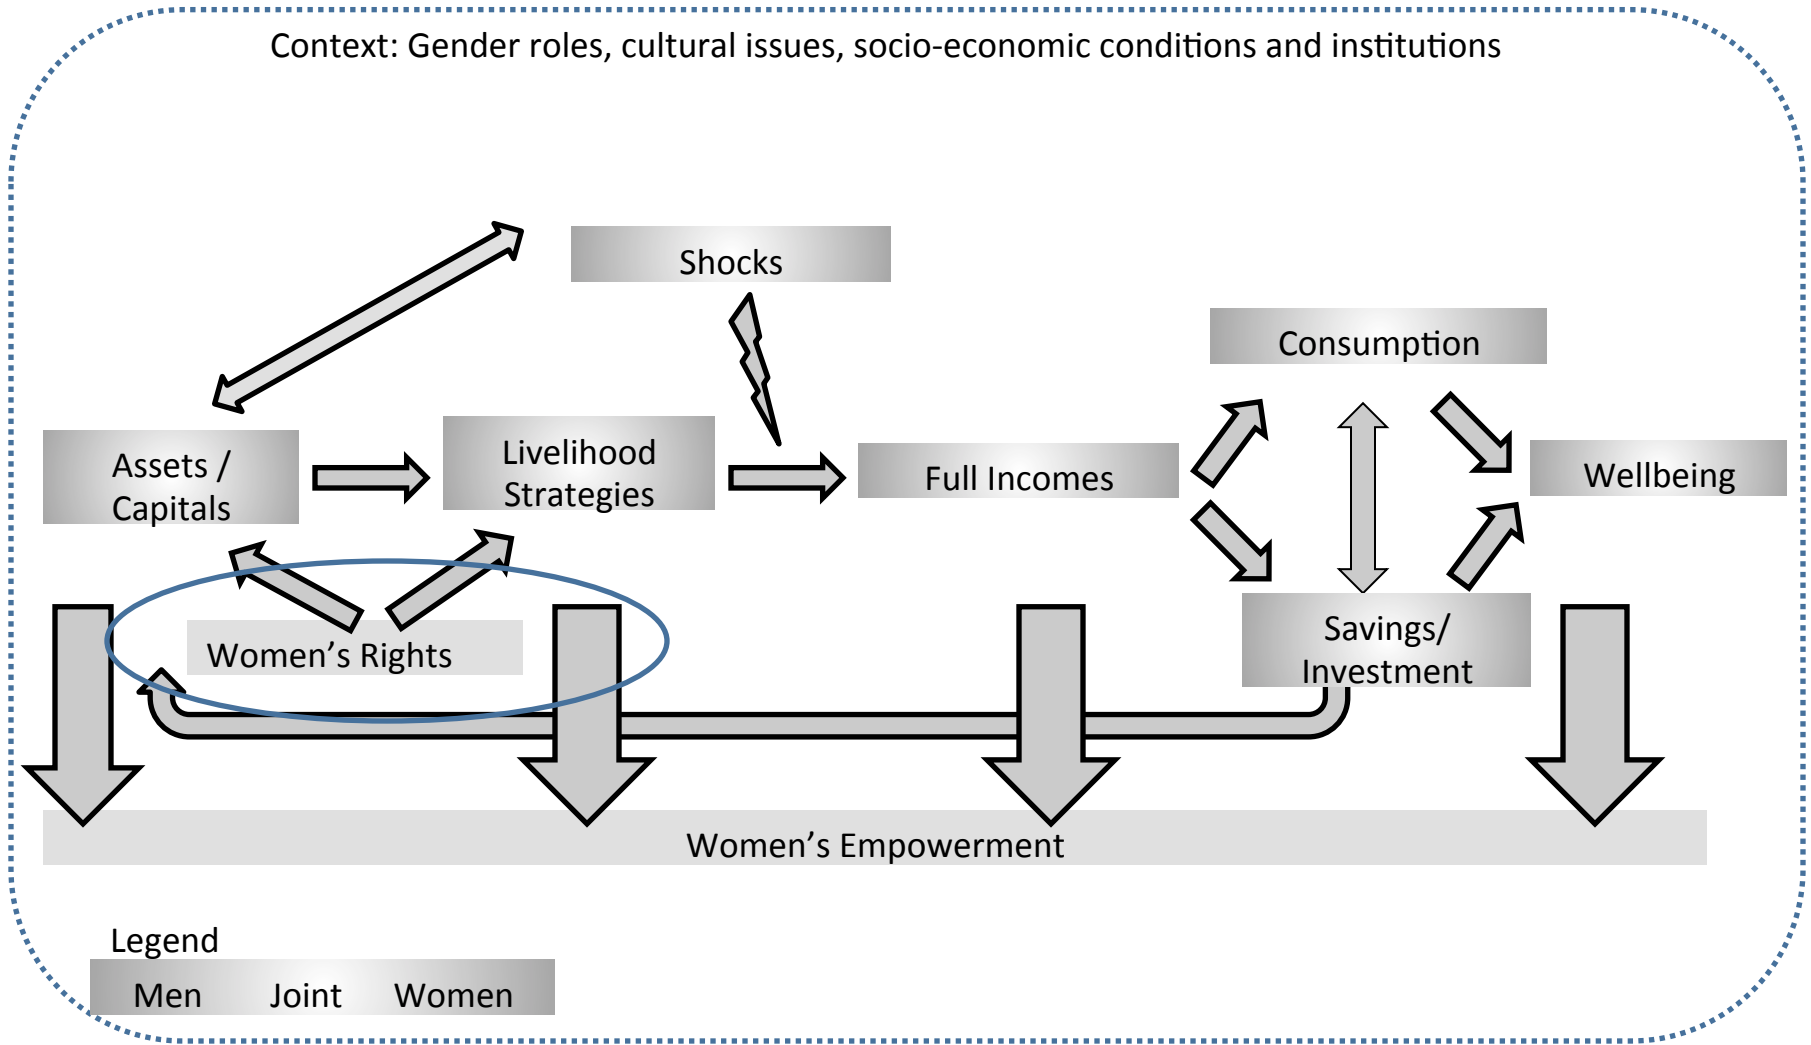 Context: Gender roles, cultural issues, socio-economic conditions and institutions
Shocks
Consumption
Assets /
Capitals
Livelihood
Strategies
Full Incomes
Wellbeing
Women’s Rights
Savings/
Investment
Women’s Empowerment
Legend
Men Joint Women